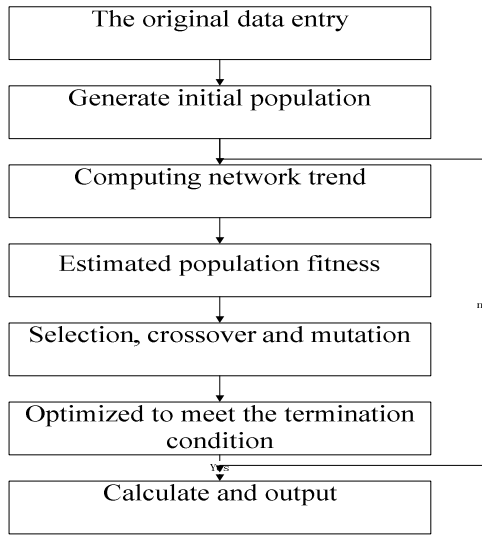 The original data entry
Generate initial population
Computing network trend
Estimated population fitness
n
Selection, crossover and mutation
Optimized to meet the termination
condition
Yes
Calculate and output